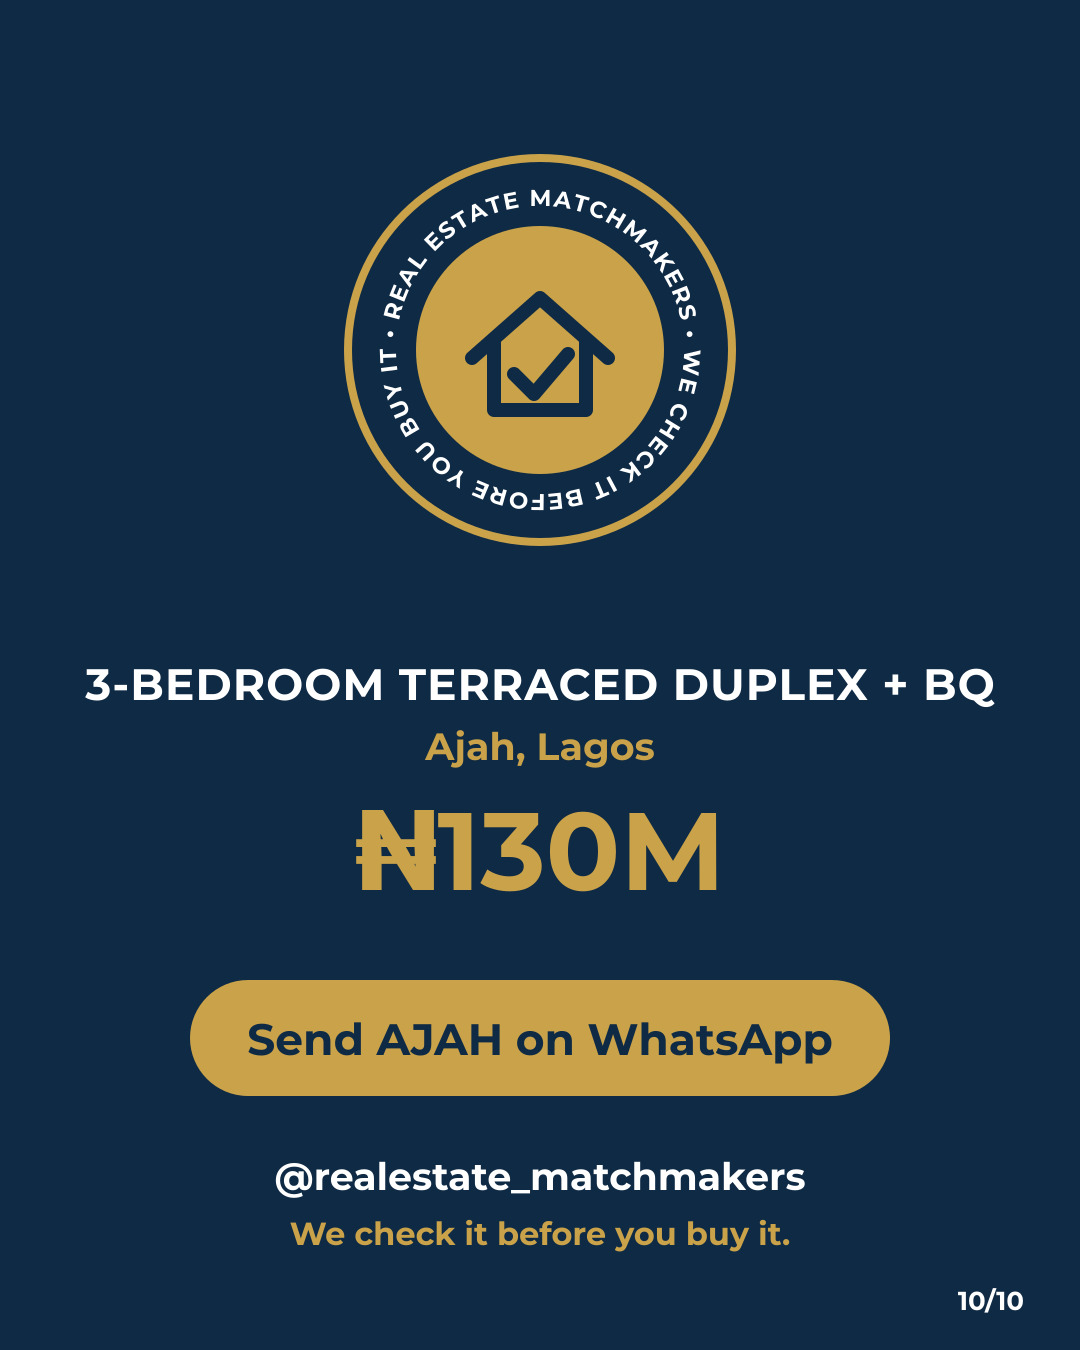 REAL ESTATE MATCHMAKERS • WE CHECK IT BEFORE YOU BUY IT •
3-BEDROOM TERRACED DUPLEX + BQ
Ajah, Lagos
₦130M
Send AJAH on WhatsApp
@realestate_matchmakers
We check it before you buy it.
10/10